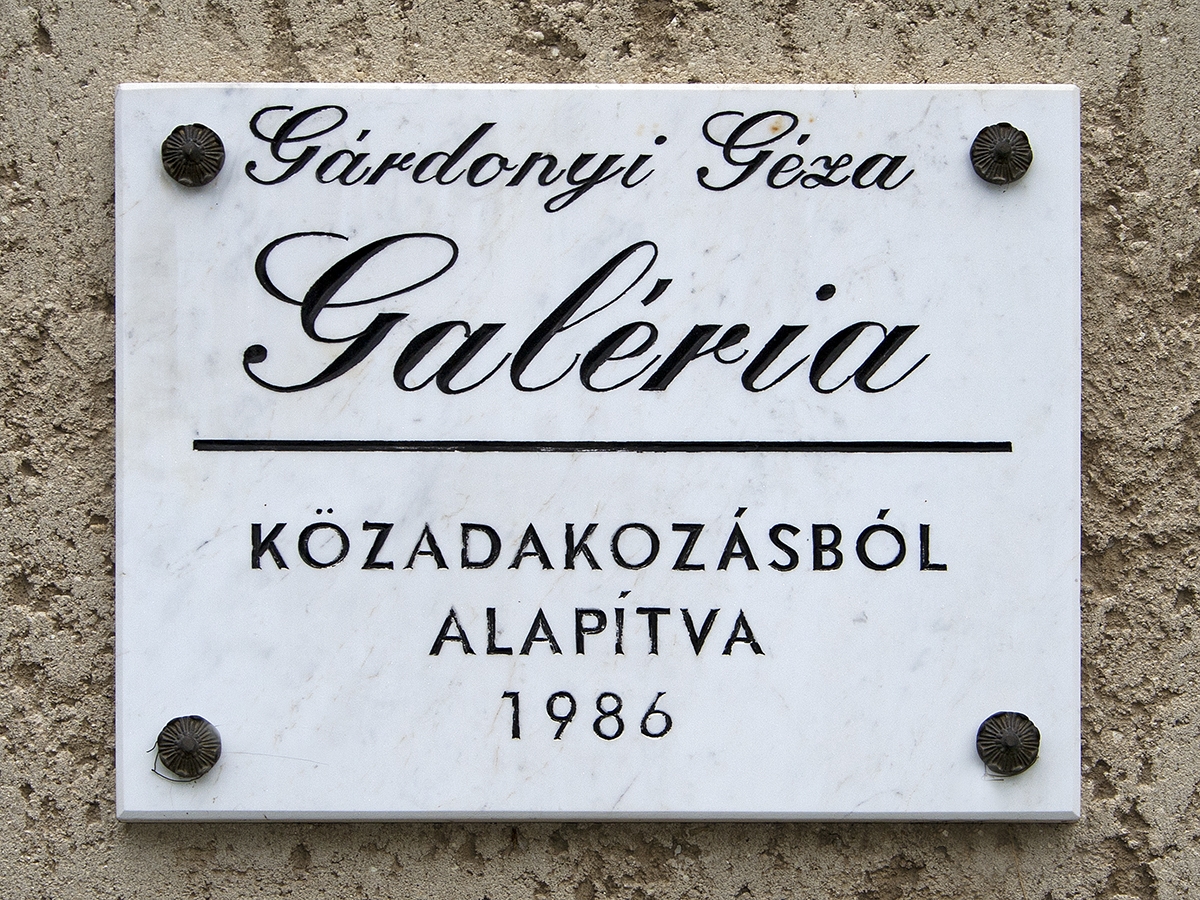 Gárdonyi Géza
Galéria
KÖZADAKOZÁSBÓL
ALAPÍTVA
1986